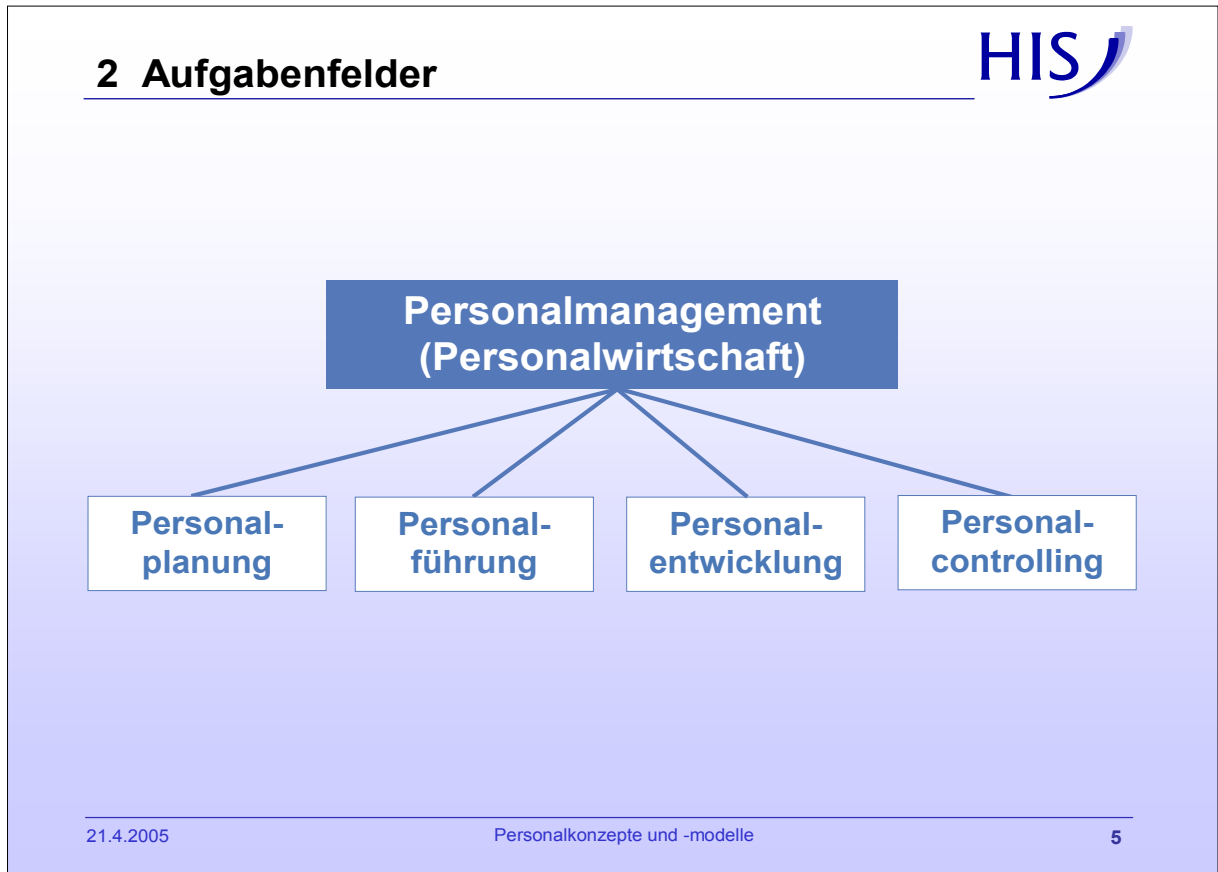 2 Aufgabenfelder
HIS
Personalmanagement
(Personalwirtschaft)
Personal-
planung
Personal-
führung
Personal-
entwicklung
Personal-
controlling
21.4.2005
Personalkonzepte und -modelle
5